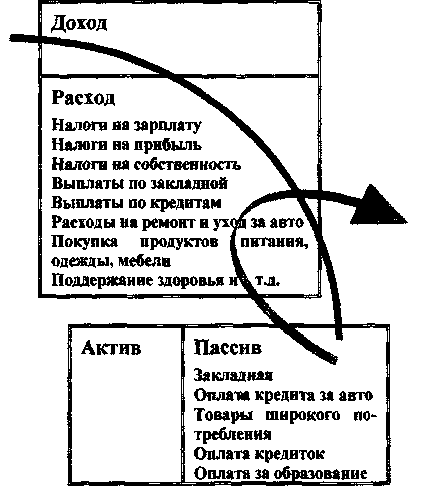 Доход
Расход
Налоги на зарплату
Налоги на прибыль
Налоги на собственность
Выплаты по закладной
Выплаты по кредитам
Расходы на ремонт и уход за авто
Покупка продуктов питания,
одежды, мебели
Поддержание здоровья и т.д.
Актив
Пассив
Закладная
Оплата кредита за авто
Товары широкого по-
требления
Оплата кредиток
Оплата за образование